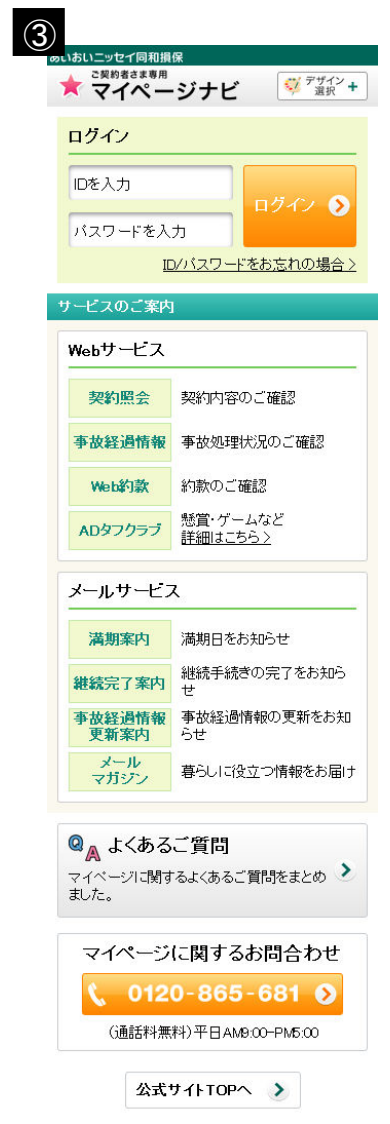 ③
あいおいニッセイ同和損保
ご契約者さま専用
マイページナビ
デザイン
選択
+
ログイン
IDを入力
パスワードを入力
ログイン
ID/パスワードをお忘れの場合>
サービスのご案内
Webサービス
契約照会 契約内容のご確認
事故経過情報 事故処理状況のご確認
Web約款 約款のご確認
ADタフクラブ 懸賞・ゲームなど
詳細はこちら>
メールサービス
満期案内 満期日をお知らせ
継続完了案内 継続手続きの完了をお知ら
せ
事故経過情報 事故経過情報の更新をお知
更新案内 らせ
メール
マガジン 暮らしに役立つ情報をお届け
QA よくあるご質問
マイページに関するよくあるご質問をまとめ
ました。
マイページに関するお問合わせ
0120-865-681
(通話料無料)平日AM9:00-PM5:00
公式サイトTOPへ